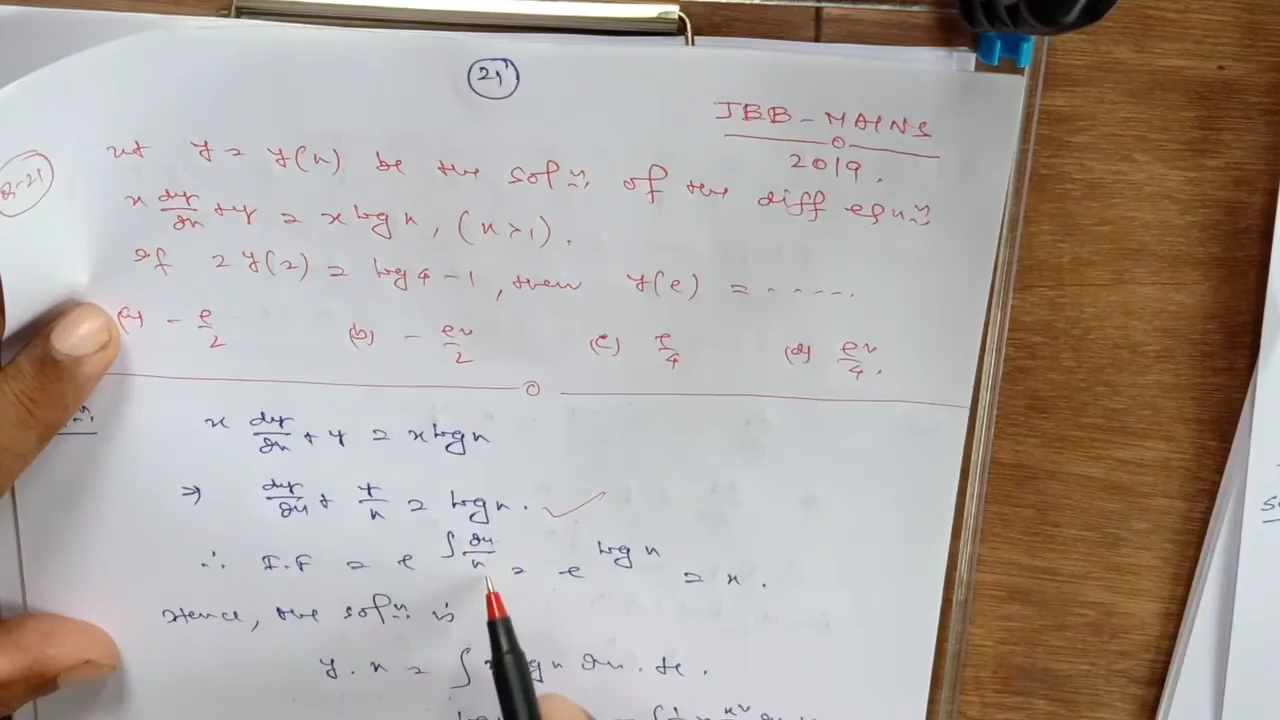 21
JEE - MAINS
2019.
Q-21
Let y = y(x) be the solⁿ of the diff eqnⁿ
x dy/dx + y = x log x, (x > 1).
If 2y(2) = log 4 - 1, then y(e) = .....
(a) - e/2 (b) - e²/2 (c) e/4 (d) e²/4.
x dy/dx + y = x log x
⇒ dy/dx + y/x = log x.
∴ I.F = e^∫dx/x = e^log x = x.
Hence, the solⁿ is
y.x = ∫ x log x dx + c.